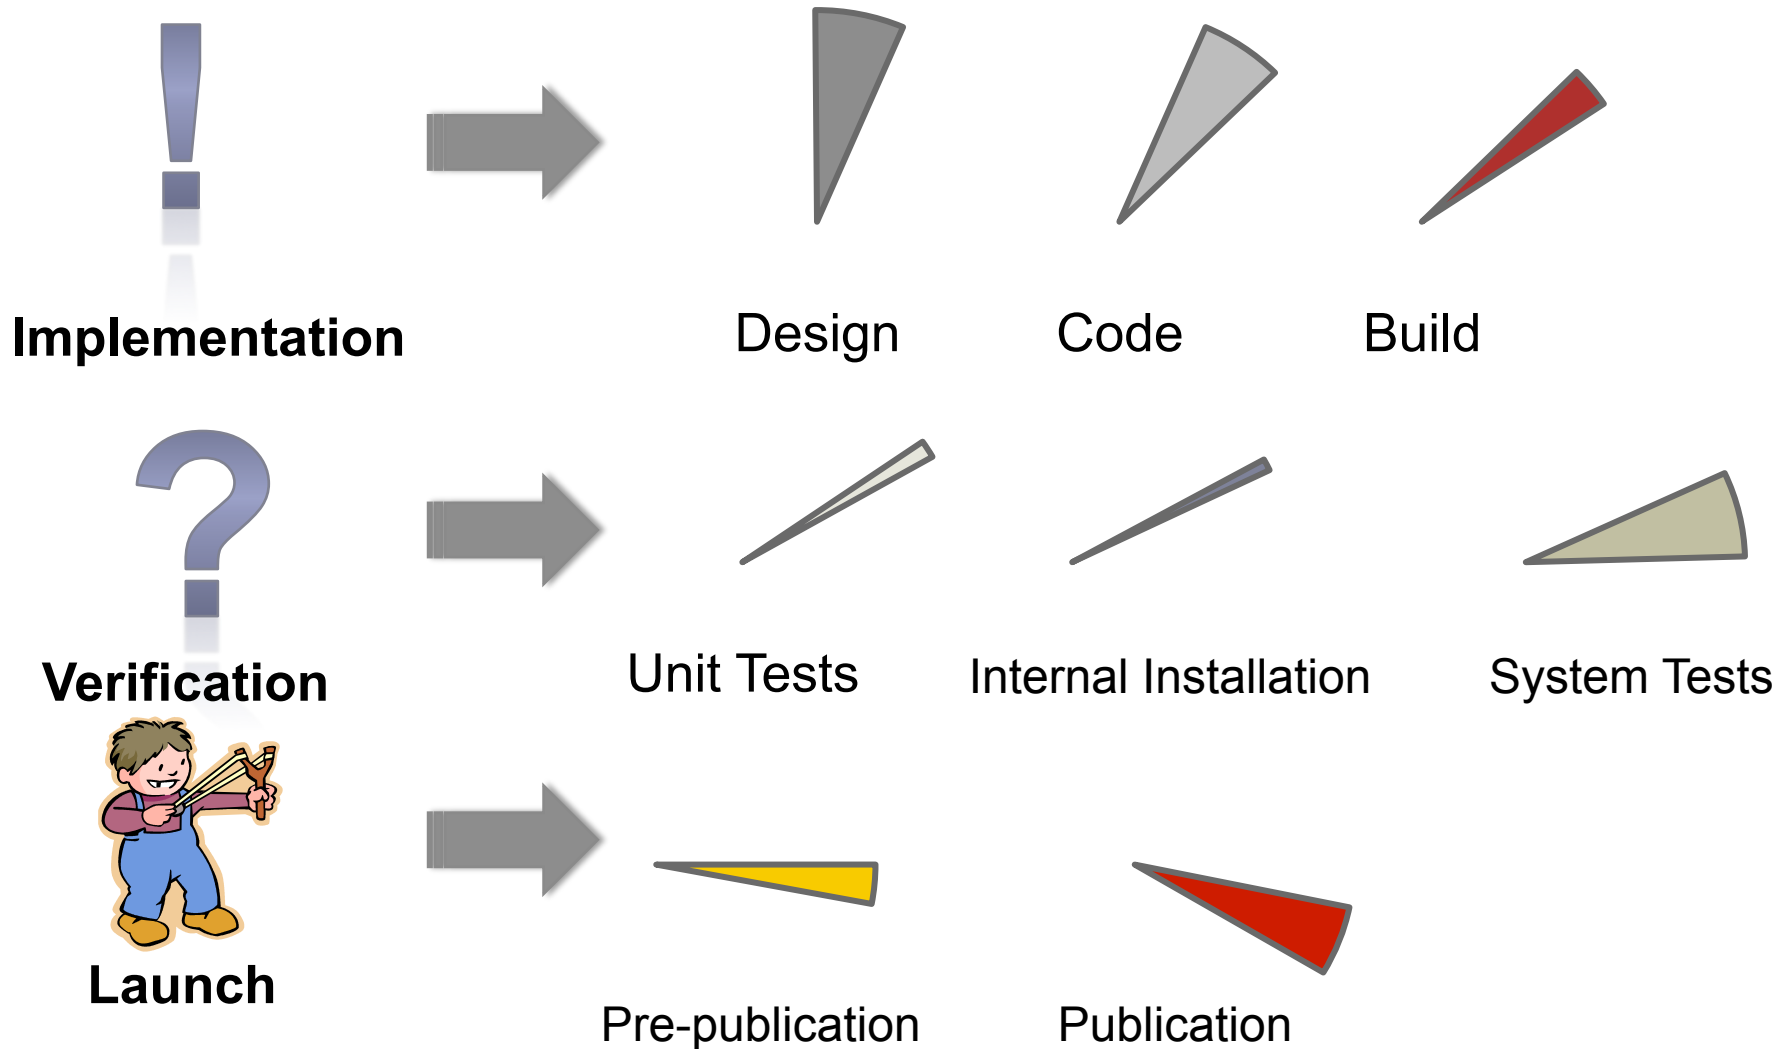 Implementation
Design
Code
Build
Verification
Unit Tests
Internal Installation
System Tests
Launch
Pre-publication
Publication